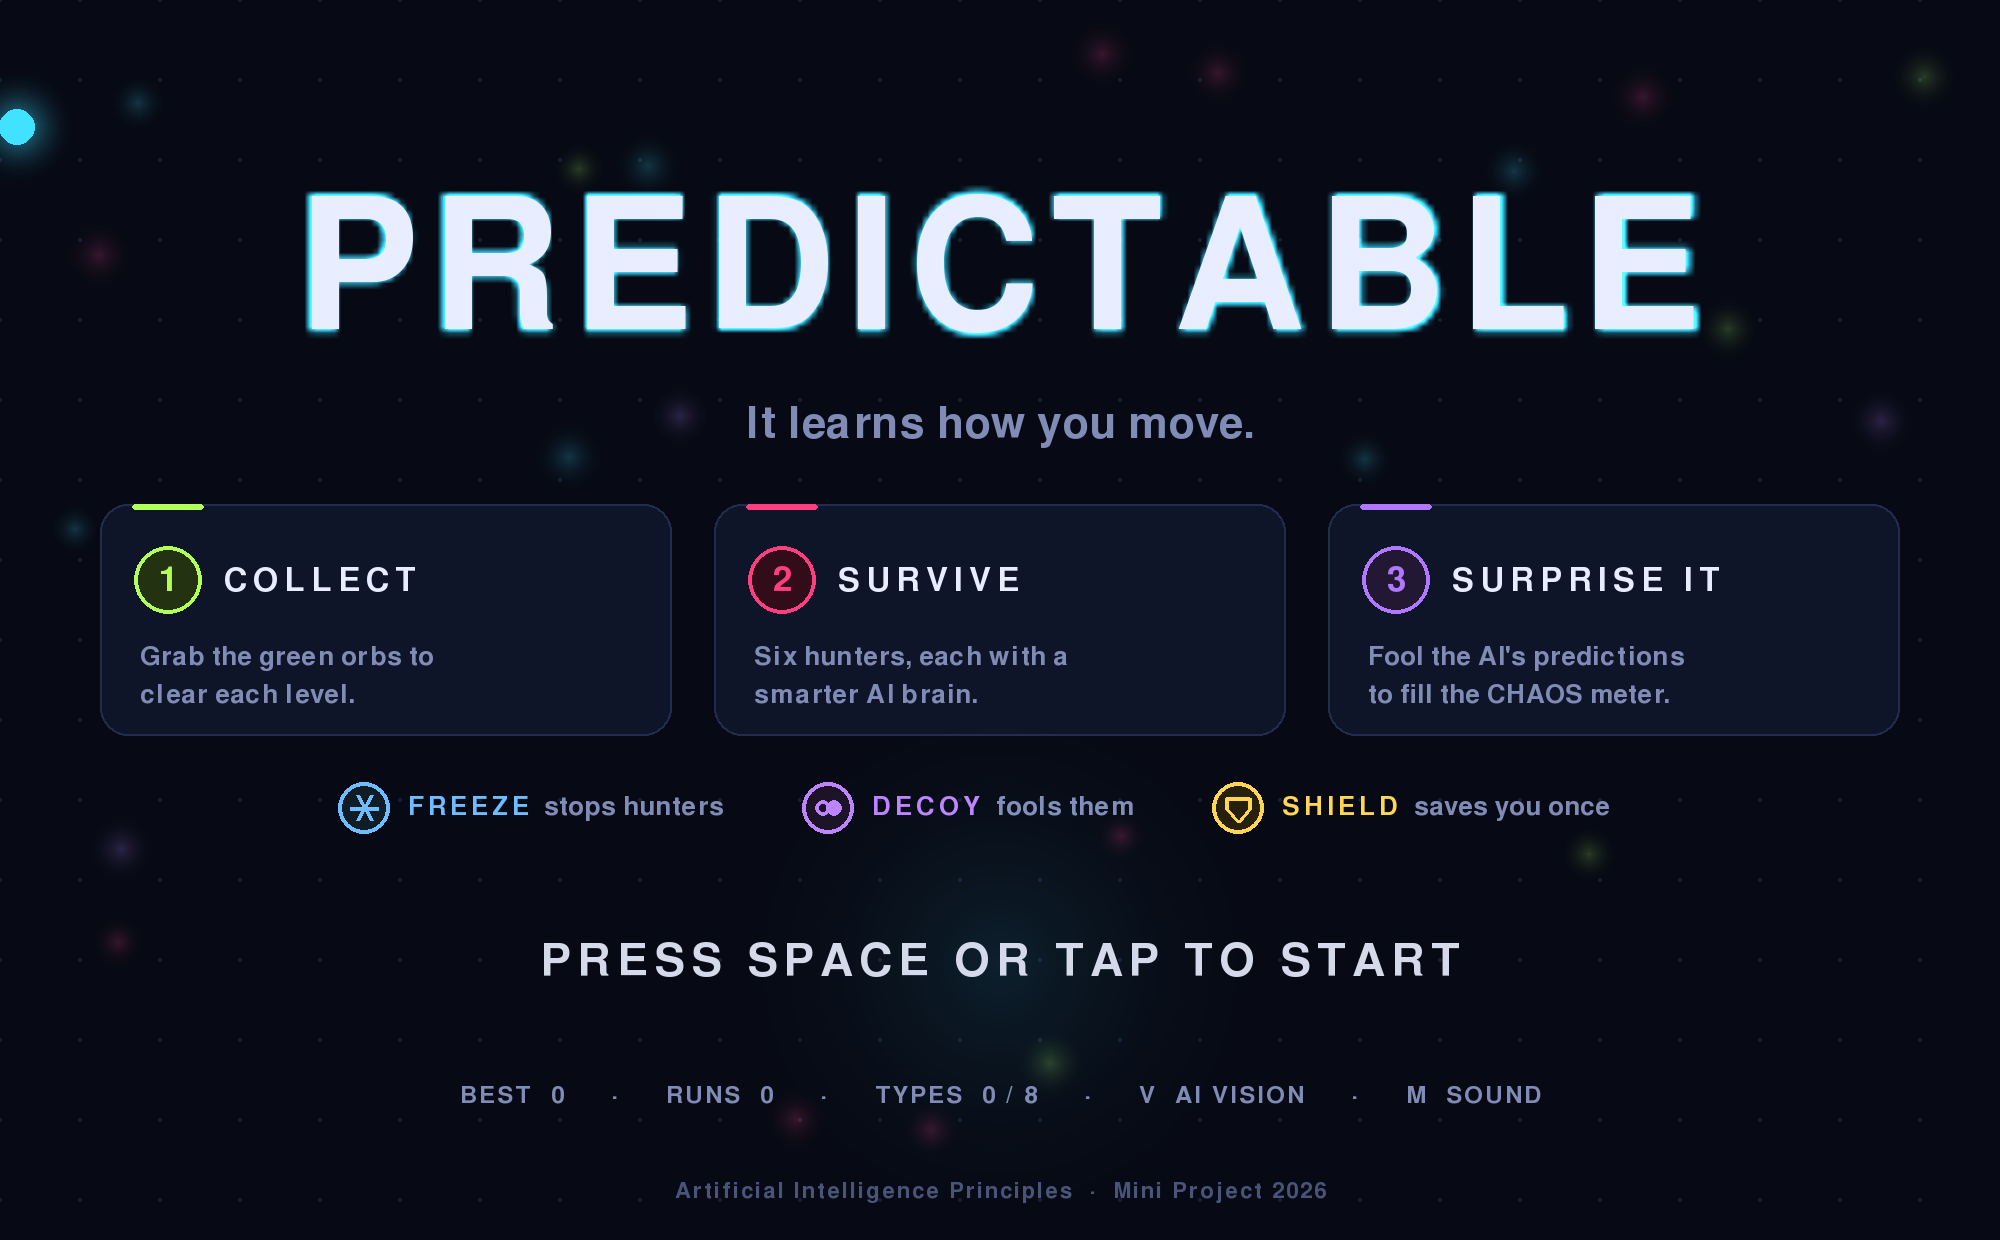 PREDICTABLE
It learns how you move.
1 COLLECT
Grab the green orbs to
clear each level.
2 SURVIVE
Six hunters, each with a
smarter AI brain.
3 SURPRISE IT
Fool the AI's predictions
to fill the CHAOS meter.
FREEZE stops hunters DECOY fools them SHIELD saves you once
PRESS SPACE OR TAP TO START
BEST 0 · RUNS 0 · TYPES 0 / 8 · V AI VISION · M SOUND
Artificial Intelligence Principles · Mini Project 2026